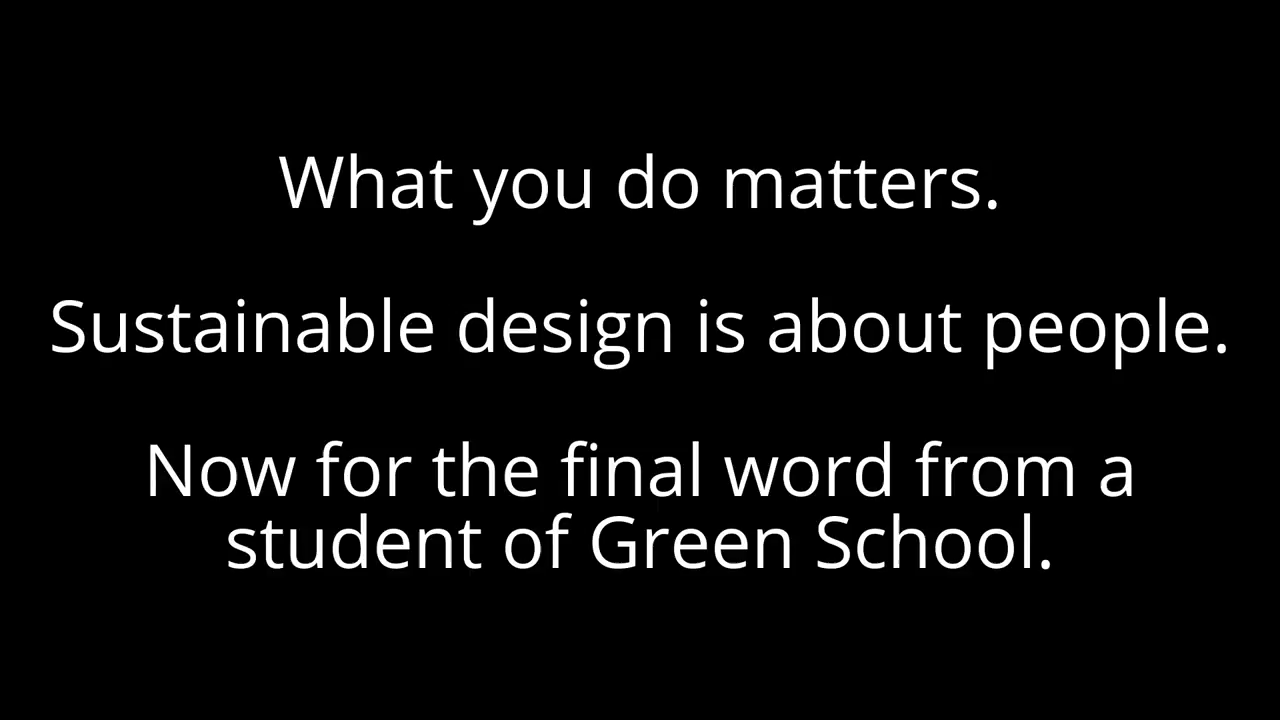 What you do matters.
Sustainable design is about people.
Now for the final word from a
student of Green School.